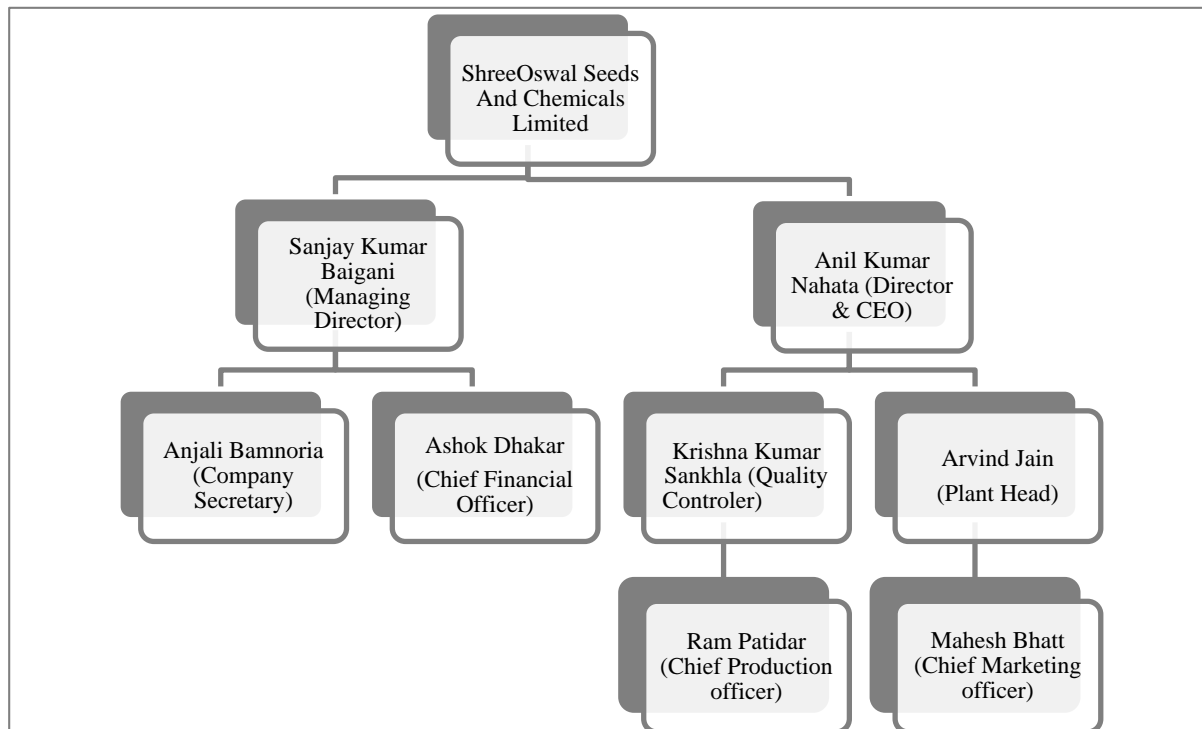 ShreeOswal Seeds
And Chemicals
Limited
Sanjay Kumar
Baigani
(Managing
Director)
Anil Kumar
Nahata (Director
& CEO)
Anjali Bamnoria
(Company
Secretary)
Ashok Dhakar
(Chief Financial
Officer)
Krishna Kumar
Sankhla (Quality
Controler)
Arvind Jain
(Plant Head)
Ram Patidar
(Chief Production
officer)
Mahesh Bhatt
(Chief Marketing
officer)